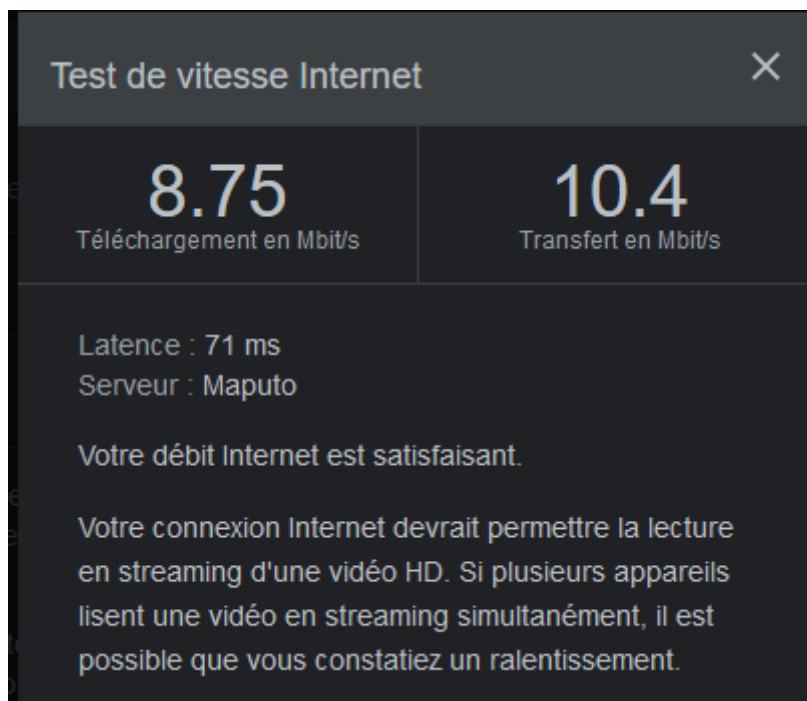 Test de vitesse Internet
8.75
Téléchargement en Mbit/s
10.4
Transfert en Mbit/s
Latence : 71 ms
Serveur : Maputo
Votre débit Internet est satisfaisant.
Votre connexion Internet devrait permettre la lecture
en streaming d'une vidéo HD. Si plusieurs appareils
lisent une vidéo en streaming simultanément, il est
possible que vous constatiez un ralentissement.